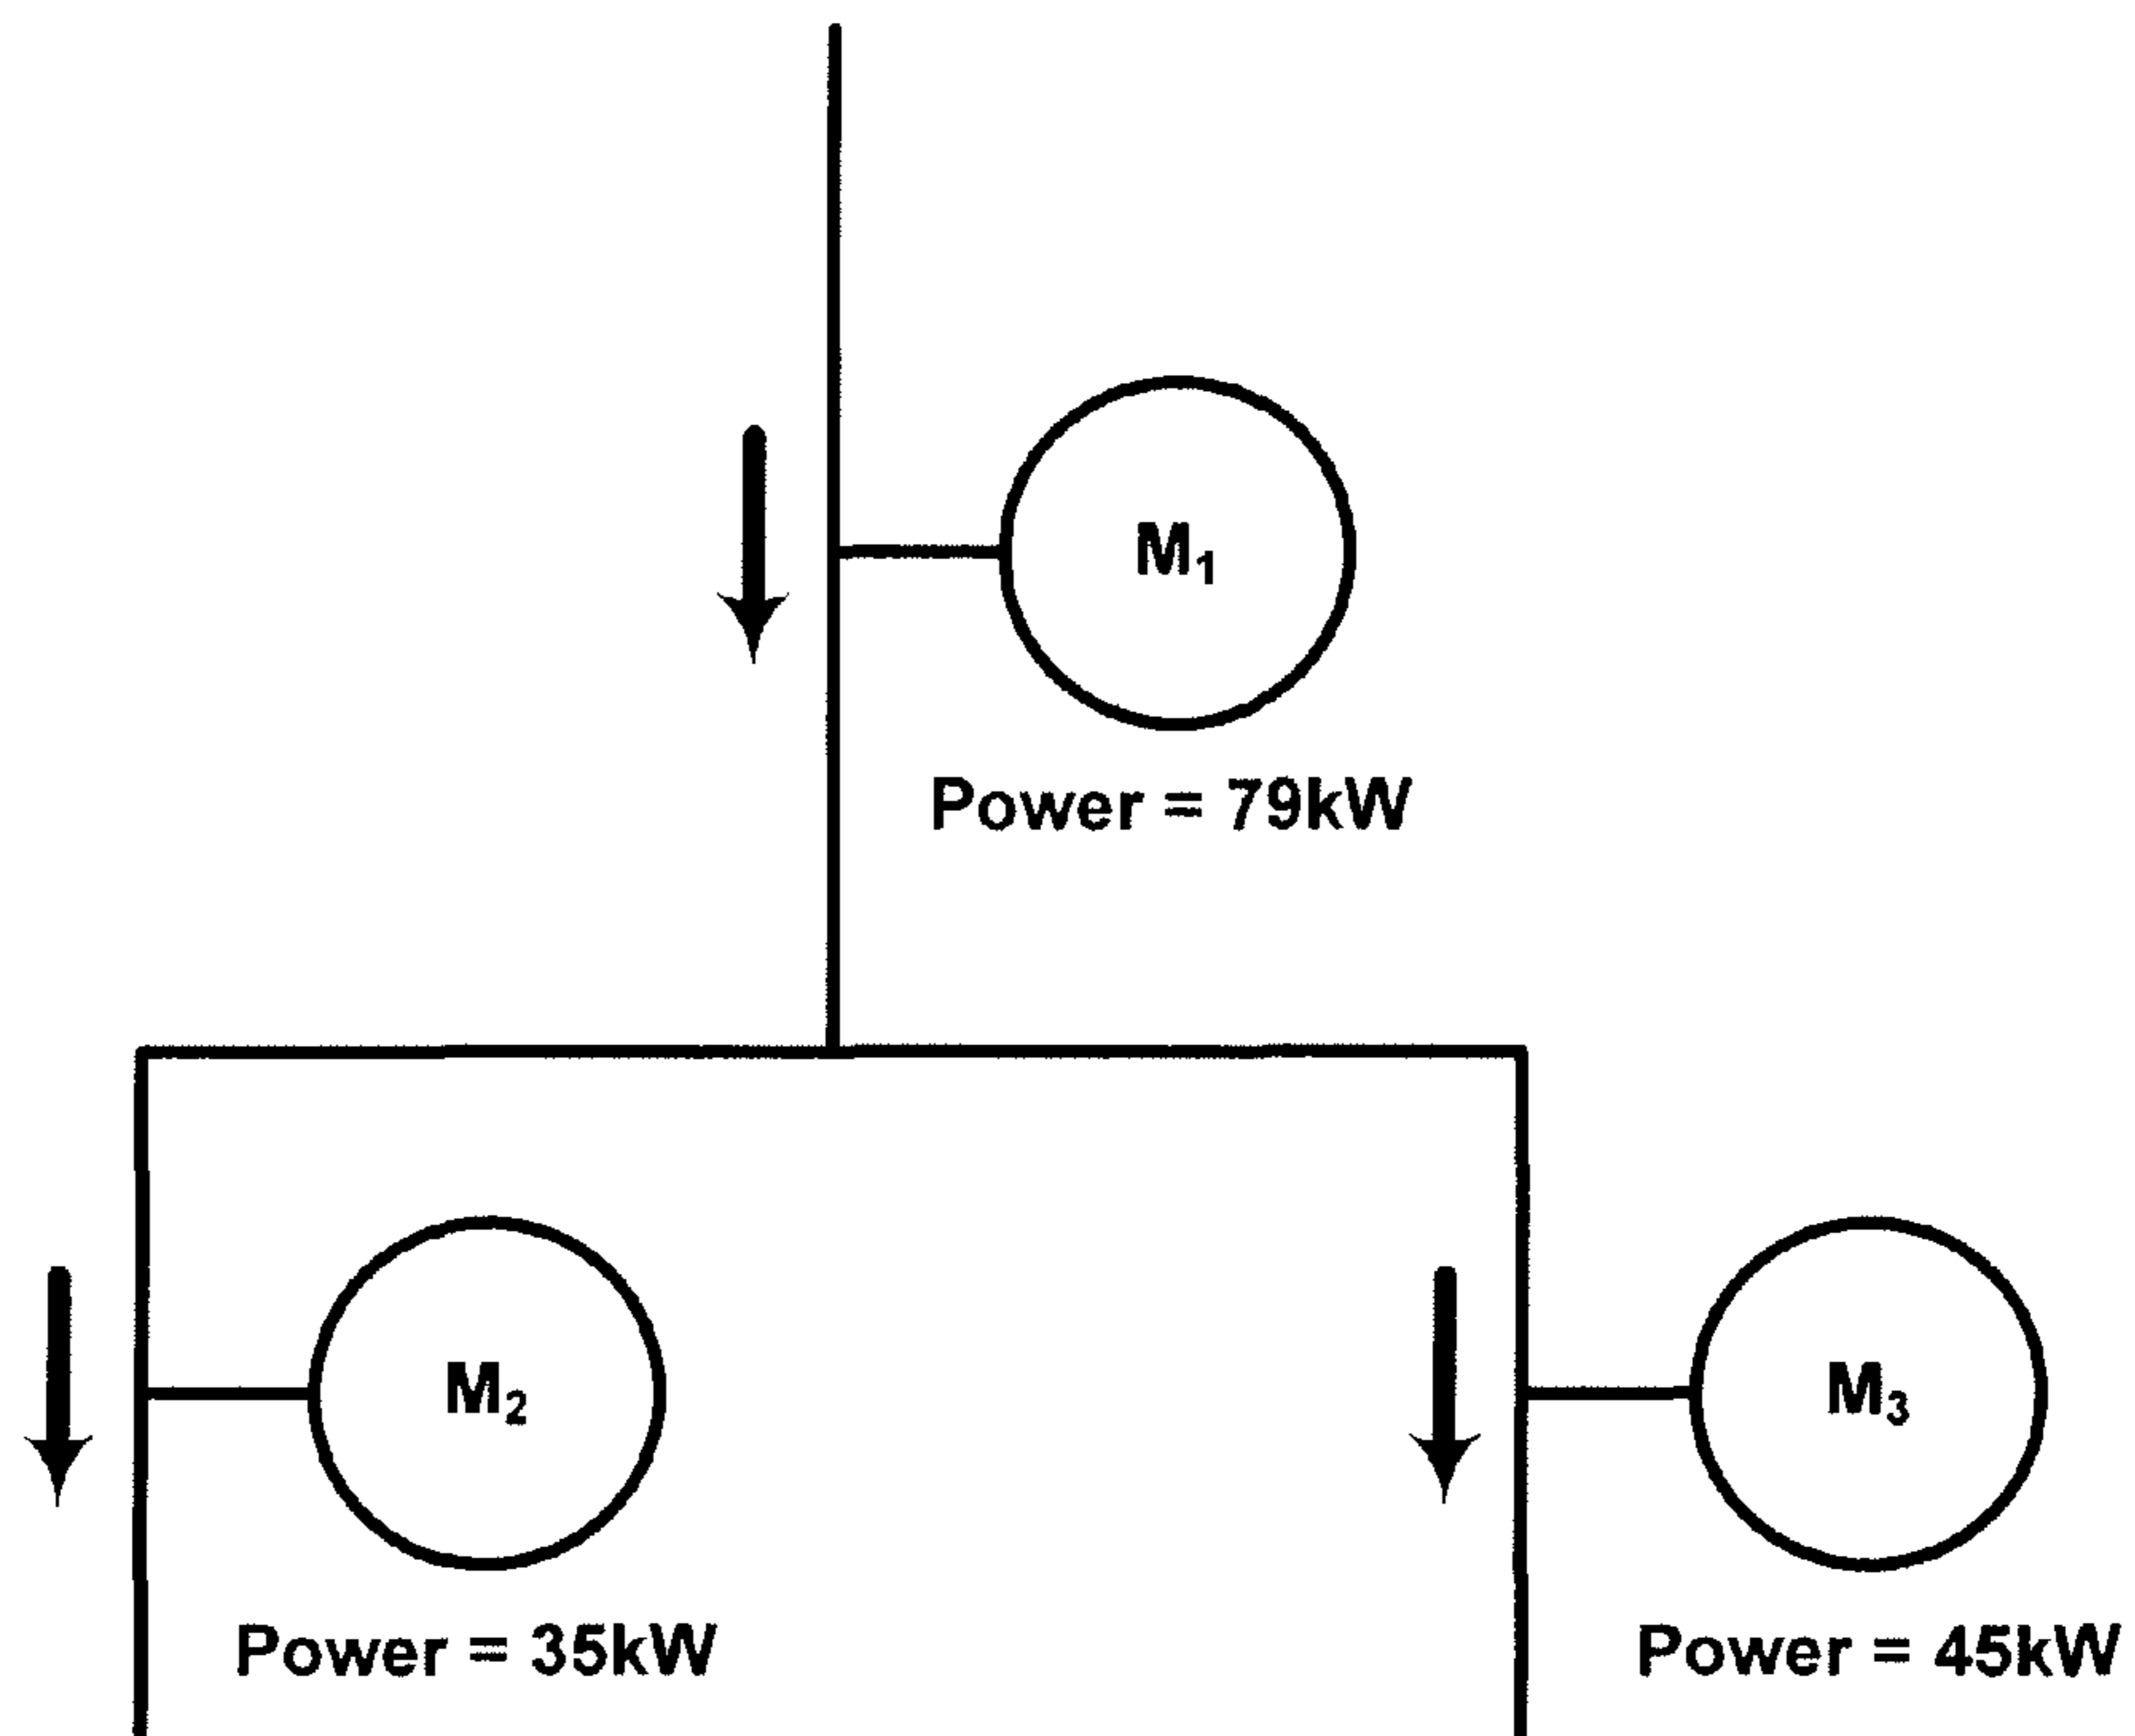 M₁
Power = 79kW
M₂
M₃
Power = 35kW
Power = 45kW